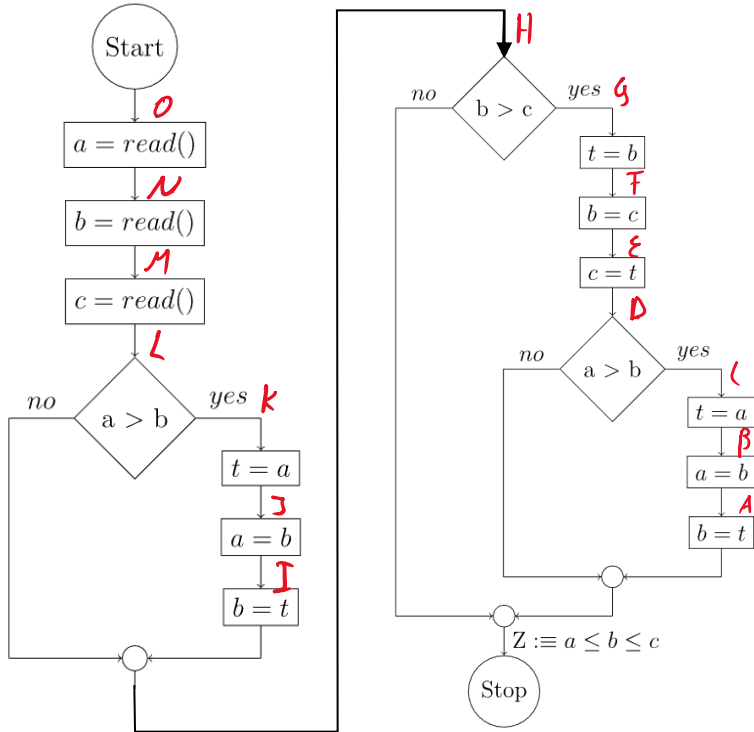 Start
O
a = read()
N
b = read()
M
c = read()
L
no
yes
K
a > b
t = a
J
a = b
I
b = t
H
no
yes
G
b > c
t = b
F
b = c
E
c = t
D
no
yes
C
a > b
t = a
B
a = b
A
b = t
Z :≡ a ≤ b ≤ c
Stop